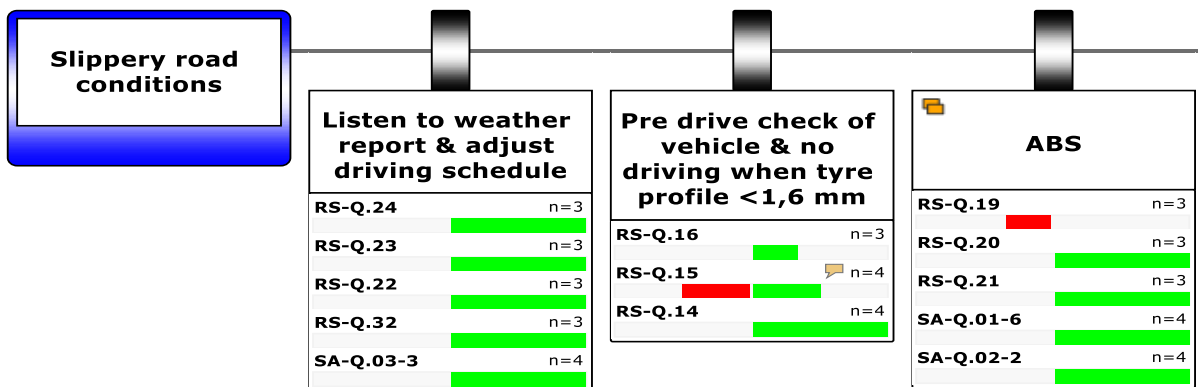 Slippery road
conditions
Listen to weather
report & adjust
driving schedule
RS-Q.24 n=3
RS-Q.23 n=3
RS-Q.22 n=3
RS-Q.32 n=3
SA-Q.03-3 n=4
Pre drive check of
vehicle & no
driving when tyre
profile <1,6 mm
RS-Q.16 n=3
RS-Q.15 n=4
RS-Q.14 n=4
ABS
RS-Q.19 n=3
RS-Q.20 n=3
RS-Q.21 n=3
SA-Q.01-6 n=4
SA-Q.02-2 n=4